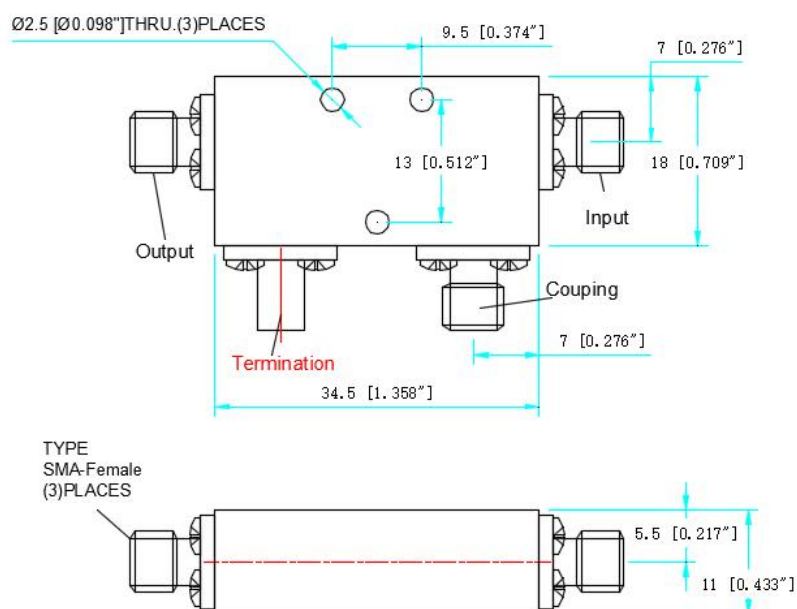 Ø2.5 [Ø0.098"]THRU.(3)PLACES
9.5 [0.374"]
7 [0.276"]
13 [0.512"]
18 [0.709"]
Input
Output
Couping
7 [0.276"]
Termination
34.5 [1.358"]
TYPE
SMA-Female
(3)PLACES
5.5 [0.217"]
11 [0.433"]